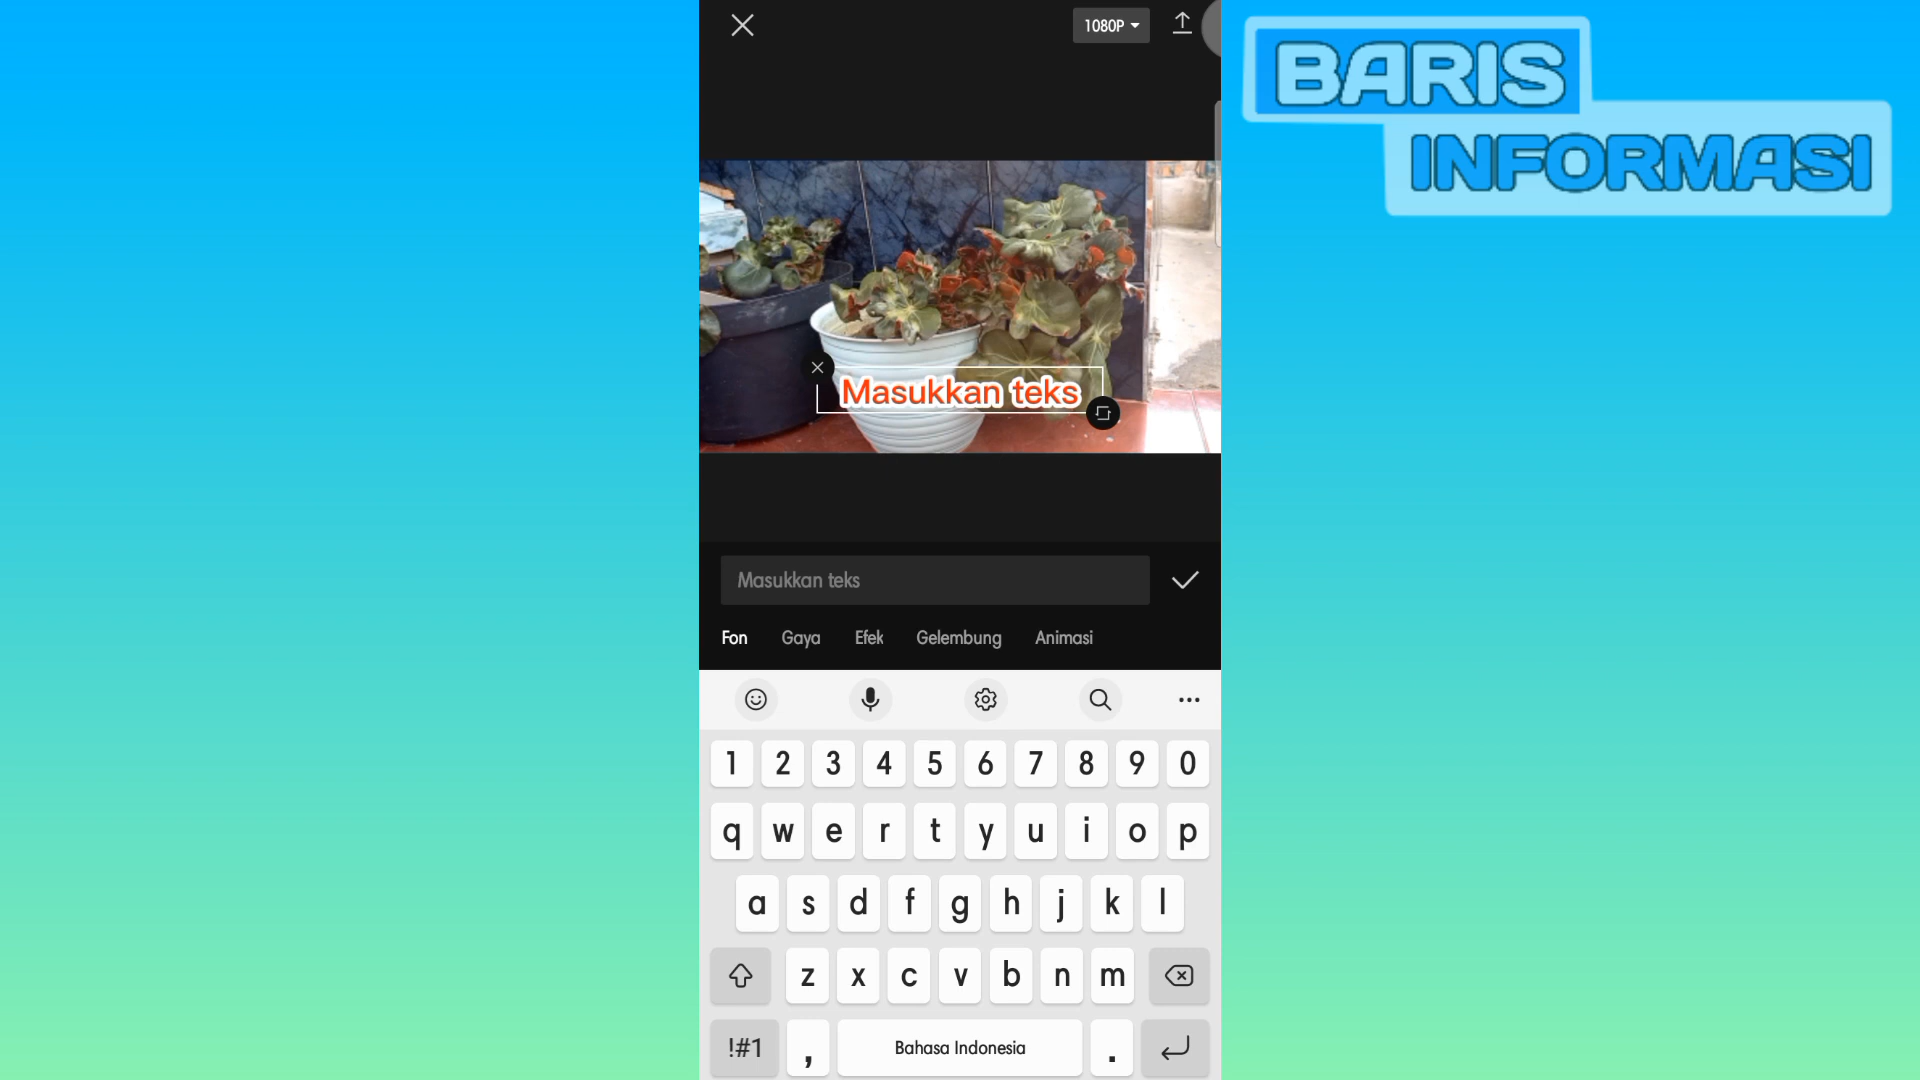 1080P
BARIS
INFORMASI
Masukkan teks
Masukkan teks
Fon Gaya Efek Gelembung Animasi
1 2 3 4 5 6 7 8 9 0
q w e r t y u i o p
a s d f g h j k l
z x c v b n m
!#1 , Bahasa Indonesia .